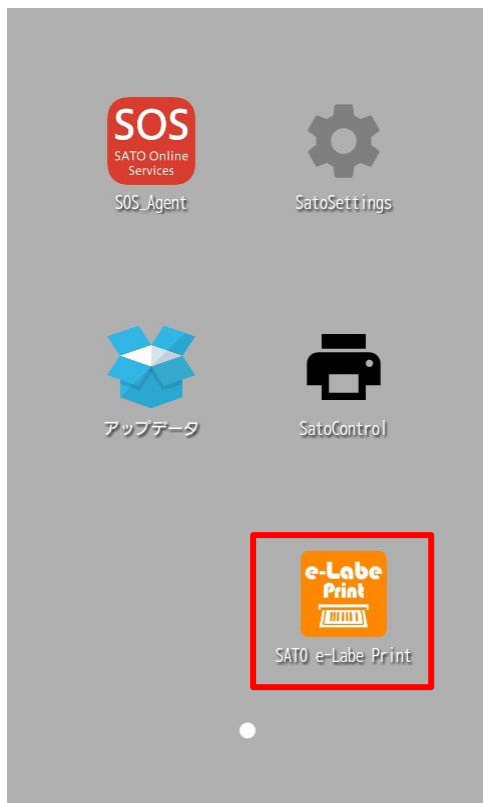 SOS
SATO Online
Services
SOS_Agent
SatoSettings
アップデータ
SatoControl
e-Labe
Print
SATO e-Labe Print